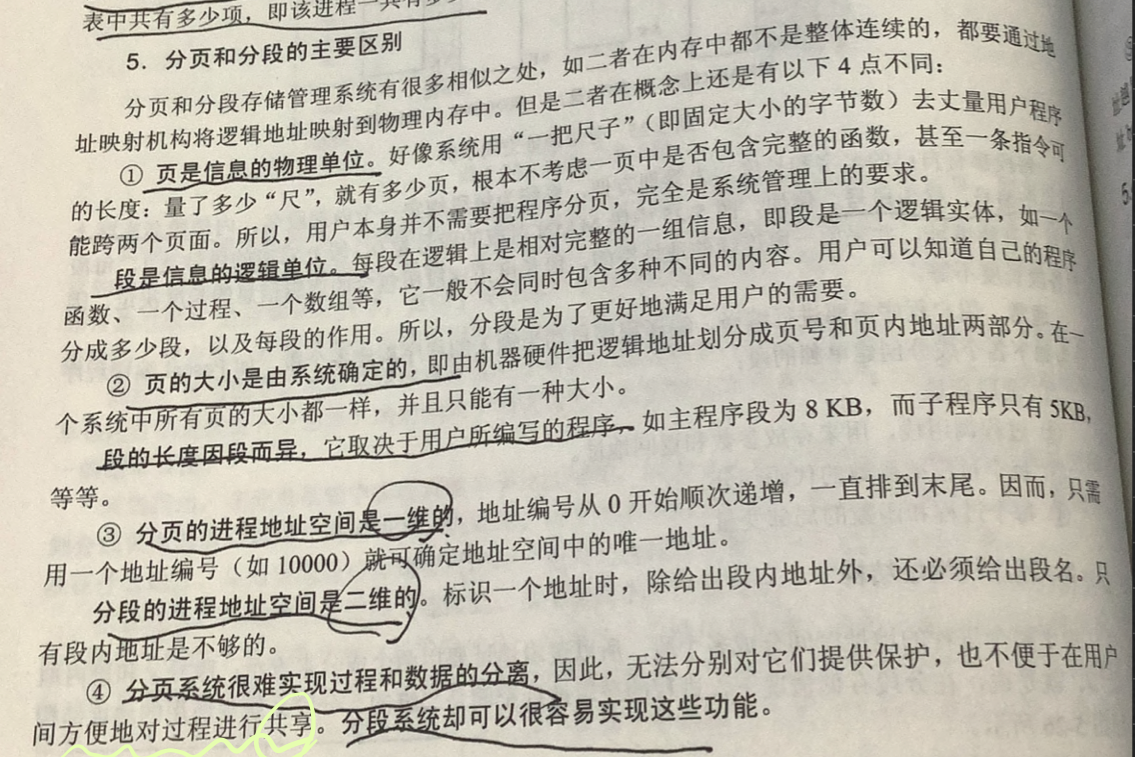 表中共有多少项，即该进程一共有多
5．分页和分段的主要区别
分页和分段存储管理系统有很多相似之处，如二者在内存中都不是整体连续的，都要通过地
址映射机构将逻辑地址映射到物理内存中。但是二者在概念上还是有以下 4 点不同：
① 页是信息的物理单位。好像系统用“一把尺子”（即固定大小的字节数）去丈量用户程序
的长度：量了多少“尺”，就有多少页，根本不考虑一页中是否包含完整的函数，甚至一条指令可
能跨两个页面。所以，用户本身并不需要把程序分页，完全是系统管理上的要求。
段是信息的逻辑单位。每段在逻辑上是相对完整的一组信息，即段是一个逻辑实体，如一个
函数、一个过程、一个数组等，它一般不会同时包含多种不同的内容。用户可以知道自己的程序
分成多少段，以及每段的作用。所以，分段是为了更好地满足用户的需要。
② 页的大小是由系统确定的，即由机器硬件把逻辑地址划分成页号和页内地址两部分。在一
个系统中所有页的大小都一样，并且只能有一种大小。
段的长度因段而异，它取决于用户所编写的程序。如主程序段为 8 KB，而子程序只有 5KB，
等等。
③ 分页的进程地址空间是一维的，地址编号从 0 开始顺次递增，一直排到末尾。因而，只需
用一个地址编号（如 10000）就可确定地址空间中的唯一地址。
分段的进程地址空间是二维的。标识一个地址时，除给出段内地址外，还必须给出段名。只
有段内地址是不够的。
④ 分页系统很难实现过程和数据的分离，因此，无法分别对它们提供保护，也不便于在用户
间方便地对过程进行共享。分段系统却可以很容易实现这些功能。